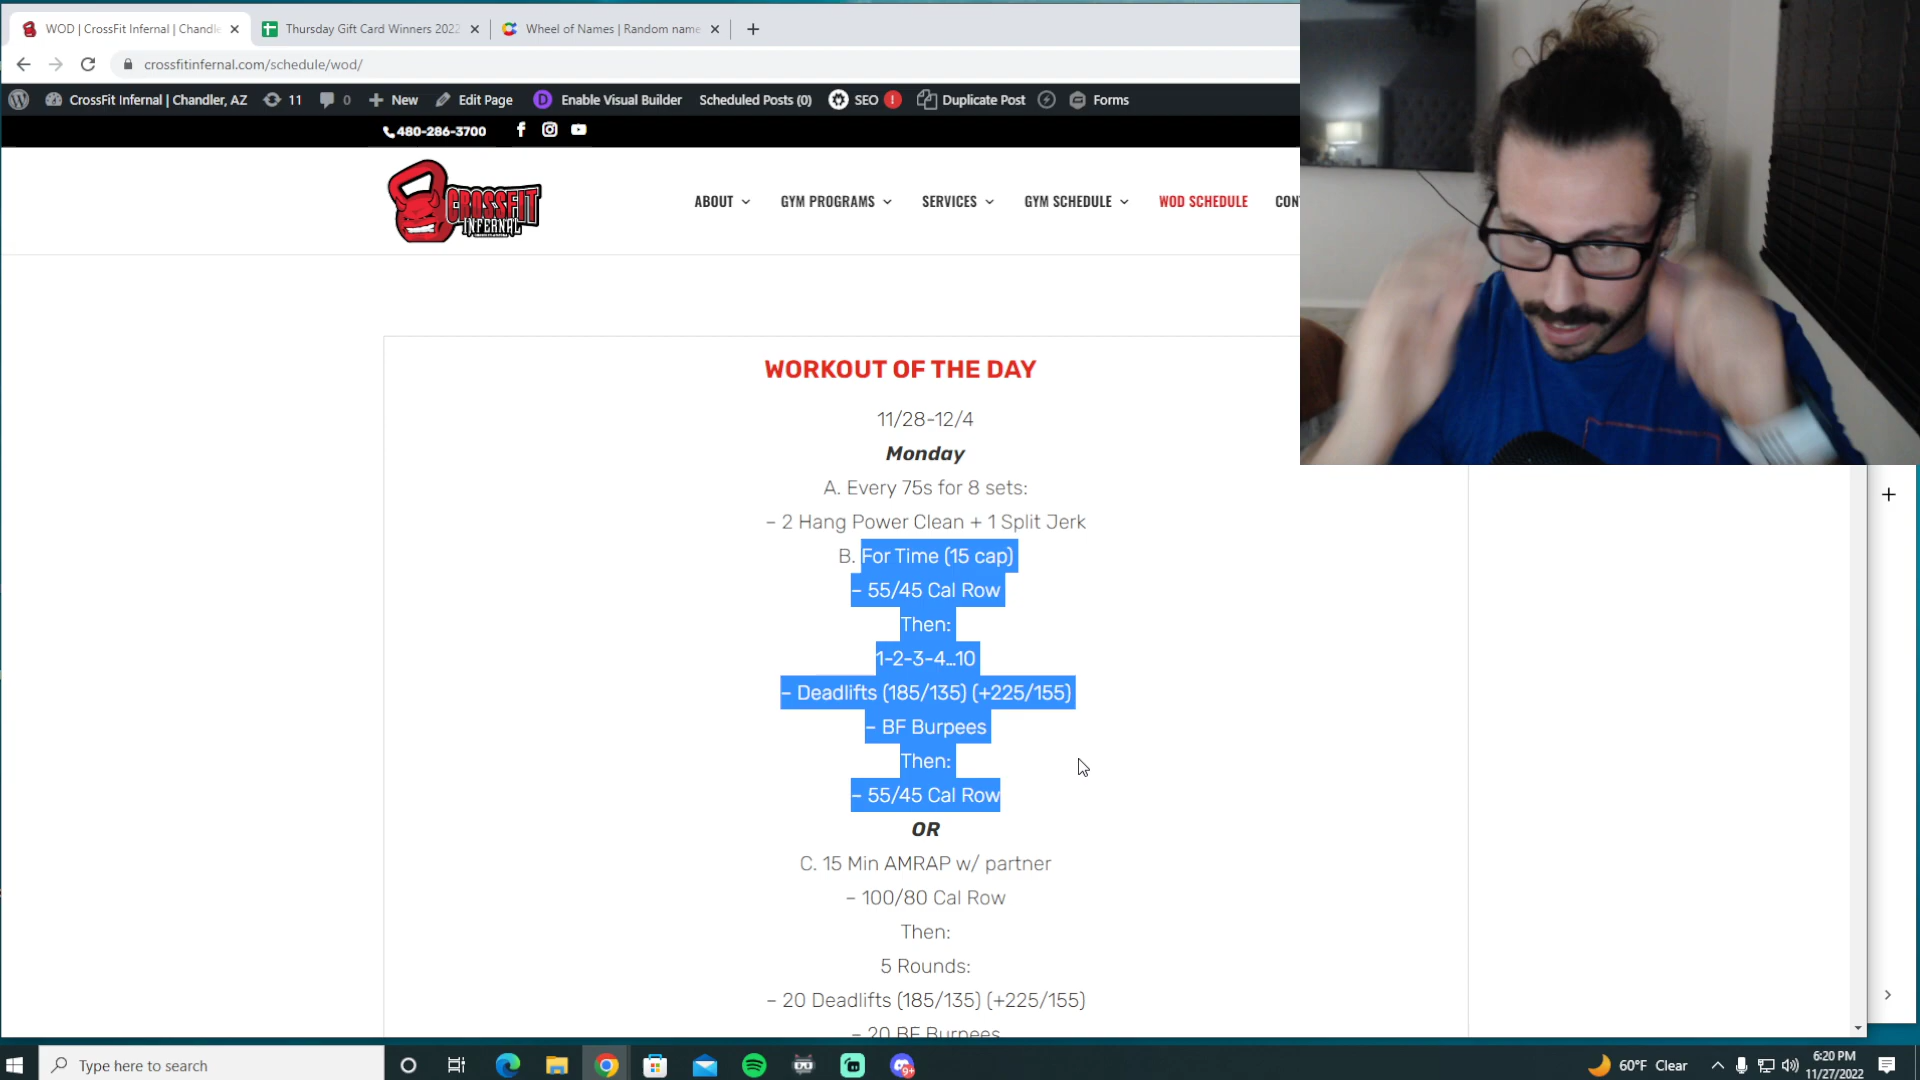 WOD | CrossFit Infernal | Chandle
Thursday Gift Card Winners 2022
Wheel of Names | Random name
crossfitinfernal.com/schedule/wod/
CrossFit Infernal | Chandler, AZ 11 0 New Edit Page D Enable Visual Builder Scheduled Posts (0) SEO ! Duplicate Post Forms
480-286-3700
CROSSFIT
INFERNAL
ABOUT GYM PROGRAMS SERVICES GYM SCHEDULE WOD SCHEDULE CON
WORKOUT OF THE DAY
11/28-12/4
Monday
A. Every 75s for 8 sets:
– 2 Hang Power Clean + 1 Split Jerk
B. For Time (15 cap)
– 55/45 Cal Row
Then:
1-2-3-4…10
– Deadlifts (185/135) (+225/155)
– BF Burpees
Then:
– 55/45 Cal Row
OR
C. 15 Min AMRAP w/ partner
– 100/80 Cal Row
Then:
5 Rounds:
– 20 Deadlifts (185/135) (+225/155)
– 20 BF Burpees
Type here to search
9+
60°F Clear
6:20 PM
11/27/2022